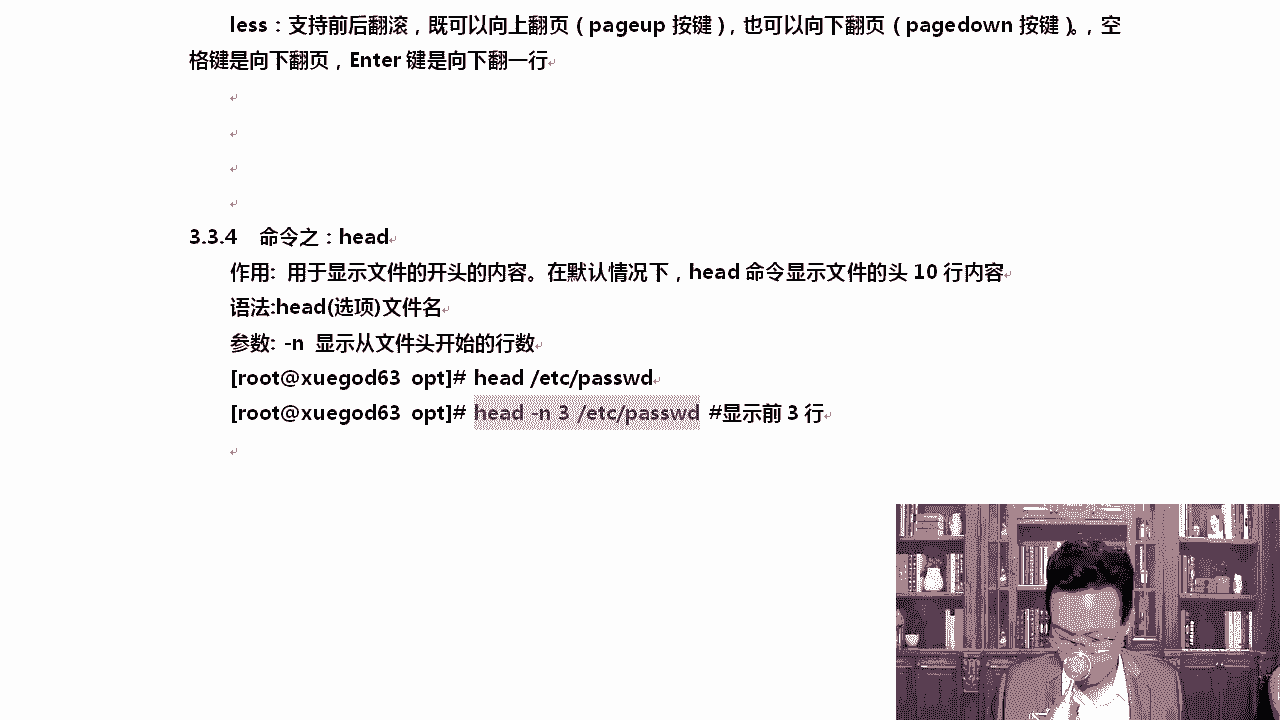 less：支持前后翻滚，既可以向上翻页（pageup 按键），也可以向下翻页（pagedown 按键）。，空
格键是向下翻页，Enter 键是向下翻一行
3.3.4 命令之：head
作用: 用于显示文件的开头的内容。在默认情况下，head 命令显示文件的头 10 行内容
语法:head(选项)文件名
参数: -n 显示从文件头开始的行数
[root@xuegod63 opt]# head /etc/passwd
[root@xuegod63 opt]# head -n 3 /etc/passwd #显示前 3 行